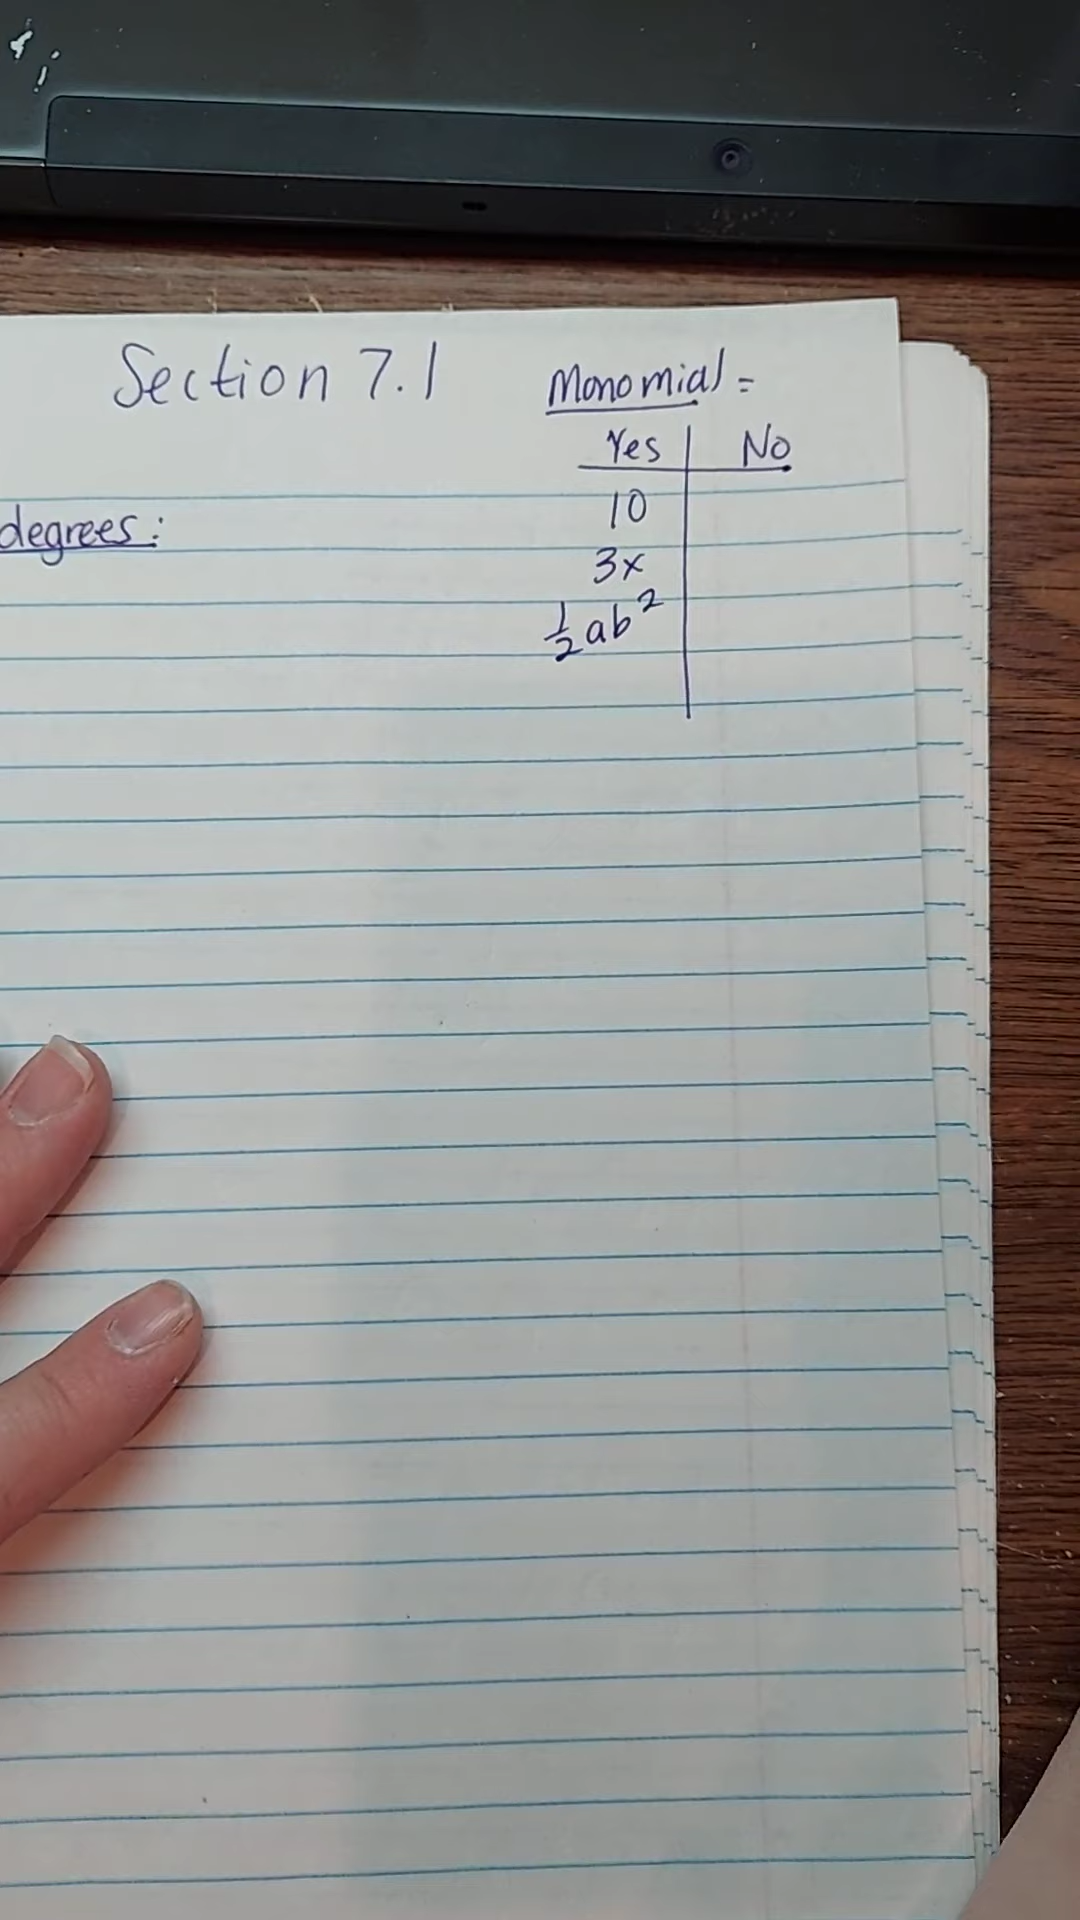 Section 7.1
Monomial =
Yes No
degrees:
10
3x
½ab²